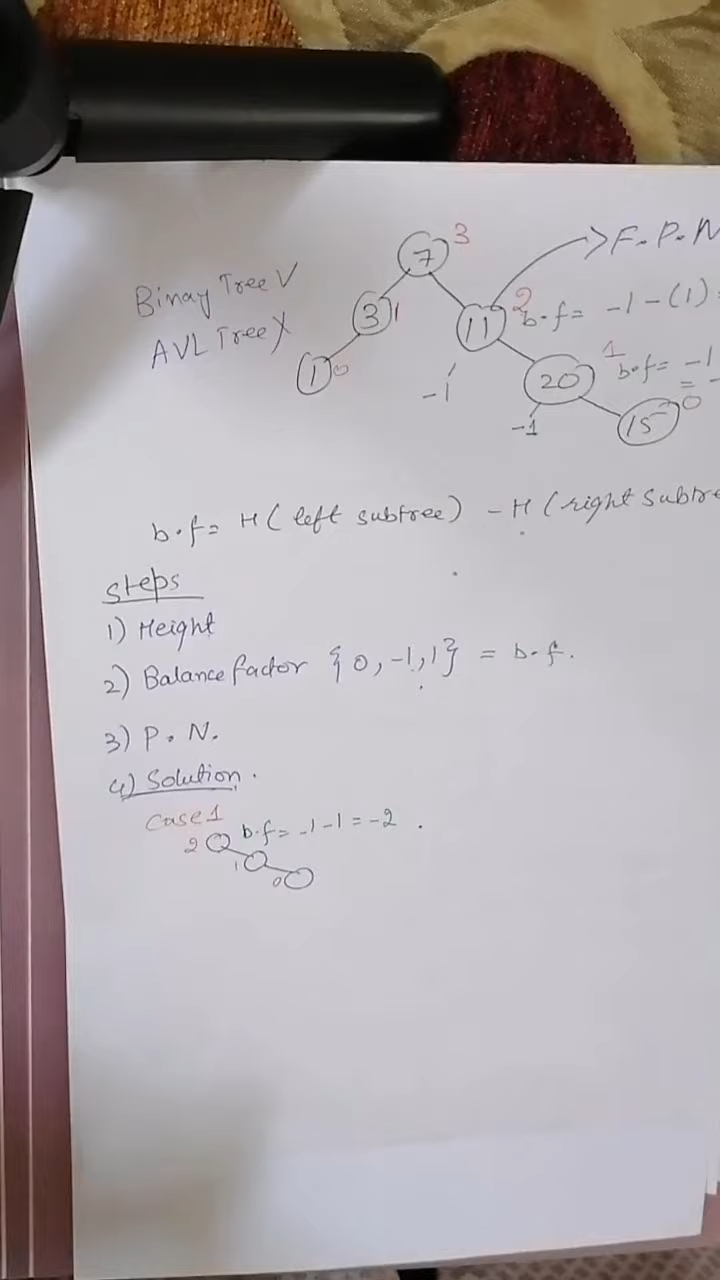 7 3
Binary Tree V
AVL Tree X
3 1
11 2
F.P.N
b.f= -1-(1)=
1 0
-1
20 1
b.f= -1
= -
-1
15 0
b.f= H(left subtree) - H(right subtre
steps
1) Height
2) Balance factor {0,-1,1} = b.f.
3) P.N.
4) Solution.
Case1
2 b.f= -1-1=-2.
1
0